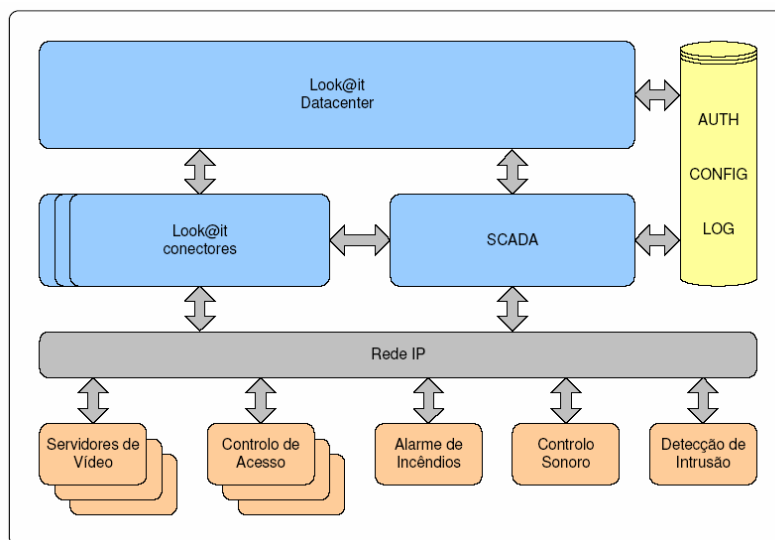 Look@it
Datacenter
AUTH
CONFIG
LOG
Look@it
conectores
SCADA
Rede IP
Servidores de
Vídeo
Controlo de
Acesso
Alarme de
Incêndios
Controlo
Sonoro
Detecção de
Intrusão